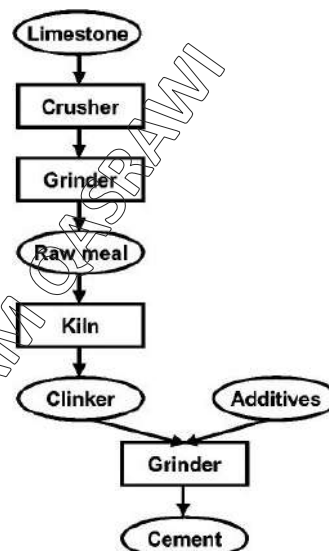 Limestone
Crusher
Grinder
Raw meal
Kiln
Clinker
Additives
Grinder
Cement